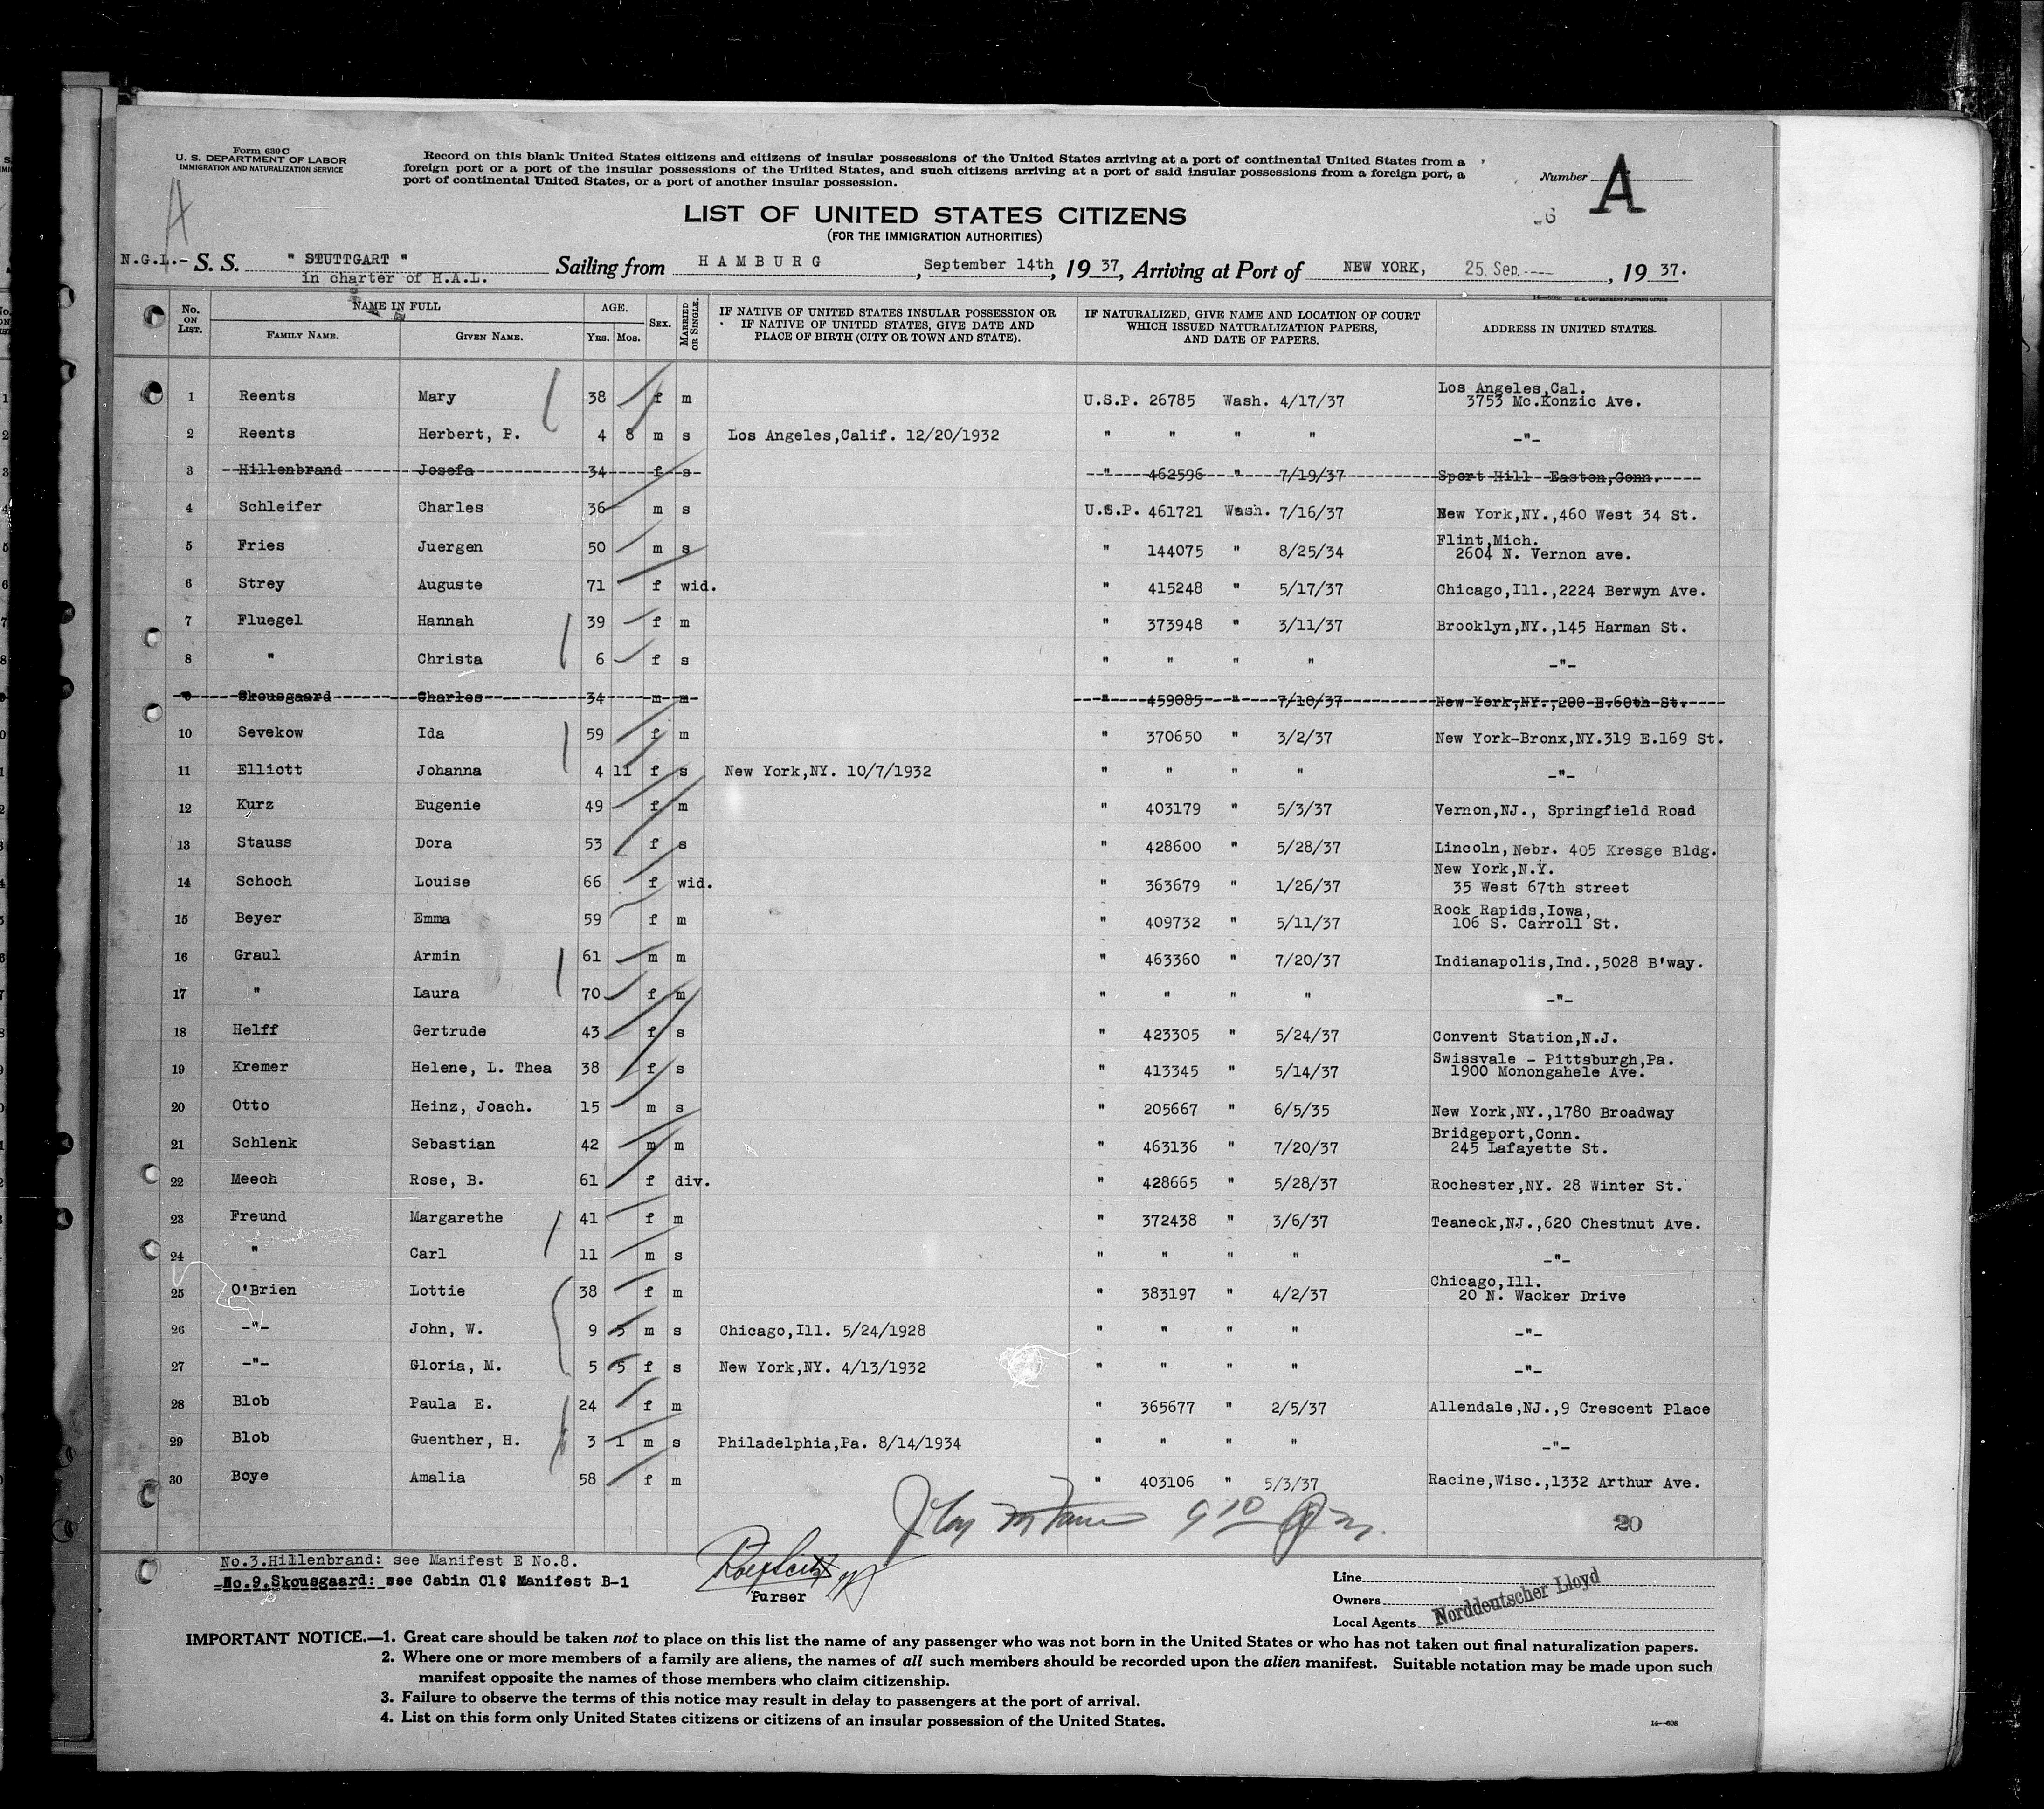 Form 630 C
U. S. DEPARTMENT OF LABOR
IMMIGRATION AND NATURALIZATION SERVICE
A
Record on this blank United States citizens and citizens of insular possessions of the United States arriving at a port of continental United States from a
foreign port or a port of the insular possessions of the United States, and such citizens arriving at a port of said insular possessions from a foreign port, a
port of continental United States, or a port of another insular possession.
Number A
LIST OF UNITED STATES CITIZENS
(FOR THE IMMIGRATION AUTHORITIES)
N.G.L.- S. S. " STUTTGART " Sailing from HAMBURG, September 14th, 1937, Arriving at Port of NEW YORK, 25 Sep., 1937.
in charter of H.A.L.
No. ON LIST. NAME IN FULL FAMILY NAME. GIVEN NAME. AGE. YRS. MOS. SEX. MARRIED OR SINGLE. IF NATIVE OF UNITED STATES INSULAR POSSESSION OR IF NATIVE OF UNITED STATES, GIVE DATE AND PLACE OF BIRTH (CITY OR TOWN AND STATE). IF NATURALIZED, GIVE NAME AND LOCATION OF COURT WHICH ISSUED NATURALIZATION PAPERS, AND DATE OF PAPERS. ADDRESS IN UNITED STATES.
1 Reents Mary 38 f m U.S.P. 26785 Wash. 4/17/37 Los Angeles,Cal. 3753 Mc.Konzic Ave.
2 Reents Herbert, P. 4 8 m s Los Angeles,Calif. 12/20/1932 " " " " -"-
3 Hillenbrand Josefa 34 f s " 462596 " 7/19/37 Sport Hill Easton,Conn.
4 Schleifer Charles 36 m s U.S.P. 461721 Wash. 7/16/37 New York,NY.,460 West 34 St.
5 Fries Juergen 50 m s " 144075 " 8/25/34 Flint,Mich. 2604 N. Vernon ave.
6 Strey Auguste 71 f wid. " 415248 " 5/17/37 Chicago,Ill.,2224 Berwyn Ave.
7 Fluegel Hannah 39 f m " 373948 " 3/11/37 Brooklyn,NY.,145 Harman St.
8 " Christa 6 f s " " " " -"-
9 Skousgaard Charles 34 m m " 459085 " 7/10/37 New York,NY.,200 E.60th St.
10 Sevekow Ida 59 f m " 370650 " 3/2/37 New York-Bronx,NY.319 E.169 St.
11 Elliott Johanna 4 11 f s New York,NY. 10/7/1932 " " " " -"-
12 Kurz Eugenie 49 f m " 403179 " 5/3/37 Vernon,NJ., Springfield Road
13 Stauss Dora 53 f s " 428600 " 5/28/37 Lincoln, Nebr. 405 Kresge Bldg.
14 Schoch Louise 66 f wid. " 363679 " 1/26/37 New York,N.Y. 35 West 67th street
15 Beyer Emma 59 f m " 409732 " 5/11/37 Rock Rapids,Iowa, 106 S. Carroll St.
16 Graul Armin 61 m m " 463360 " 7/20/37 Indianapolis,Ind.,5028 B'way.
17 " Laura 70 f m " " " " -"-
18 Helff Gertrude 43 f s " 423305 " 5/24/37 Convent Station,N.J.
19 Kremer Helene, L. Thea 38 f s " 413345 " 5/14/37 Swissvale - Pittsburgh,Pa. 1900 Monongahele Ave.
20 Otto Heinz, Joach. 15 m s " 205667 " 6/5/35 New York,NY.,1780 Broadway
21 Schlenk Sebastian 42 m m " 463136 " 7/20/37 Bridgeport,Conn. 245 Lafayette St.
22 Meech Rose, B. 61 f div. " 428665 " 5/28/37 Rochester,NY. 28 Winter St.
23 Freund Margarethe 41 f m " 372438 " 3/6/37 Teaneck,NJ.,620 Chestnut Ave.
24 " Carl 11 m s " " " " -"-
25 O'Brien Lottie 38 f m " 383197 " 4/2/37 Chicago,Ill. 20 N. Wacker Drive
26 -"- John, W. 9 3 m s Chicago,Ill. 5/24/1928 " " " " -"-
27 -"- Gloria, M. 5 5 f s New York,NY. 4/13/1932 " " " " -"-
28 Blob Paula E. 24 f m " 365677 " 2/5/37 Allendale,NJ.,9 Crescent Place
29 Blob Guenther, H. 3 1 m s Philadelphia,Pa. 8/14/1934 " " " " -"-
30 Boye Amalia 58 f m " 403106 " 5/3/37 Racine,Wisc.,1332 Arthur Ave.
20
No.3.Hillenbrand: see Manifest E No.8.
No.9.Skousgaard: see Cabin Cl. Manifest B-1
Purser
Line
Owners
Local Agents
Norddeutscher Lloyd
IMPORTANT NOTICE.—1. Great care should be taken not to place on this list the name of any passenger who was not born in the United States or who has not taken out final naturalization papers.
2. Where one or more members of a family are aliens, the names of all such members should be recorded upon the alien manifest. Suitable notation may be made upon such
manifest opposite the names of those members who claim citizenship.
3. Failure to observe the terms of this notice may result in delay to passengers at the port of arrival.
4. List on this form only United States citizens or citizens of an insular possession of the United States.
14—608